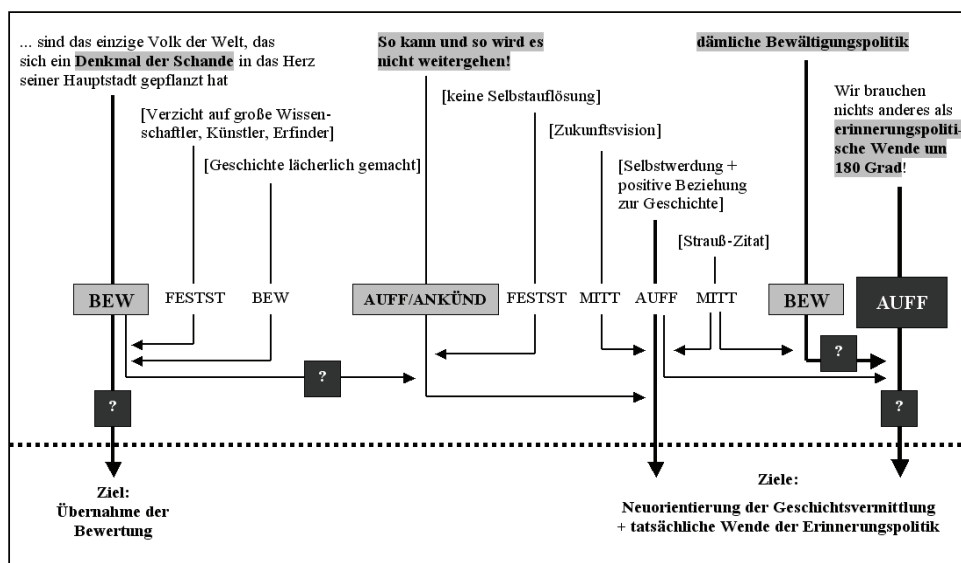 ... sind das einzige Volk der Welt, das
sich ein Denkmal der Schande in das Herz
seiner Hauptstadt gepflanzt hat
[Verzicht auf große Wissen-
schaftler, Künstler, Erfinder]
[Geschichte lächerlich gemacht]
So kann und so wird es
nicht weitergehen!
[keine Selbstauflösung]
[Zukunftsvision]
[Selbstwerdung +
positive Beziehung
zur Geschichte]
[Strauß-Zitat]
dämliche Bewältigungspolitik
Wir brauchen
nichts anderes als
erinnerungspoliti-
sche Wende um
180 Grad!
BEW FESTST BEW AUFF/ANKÜND FESTST MITT AUFF MITT BEW AUFF
?
?
?
?
Ziel:
Übernahme der
Bewertung
Ziele:
Neuorientierung der Geschichtsvermittlung
+ tatsächliche Wende der Erinnerungspolitik